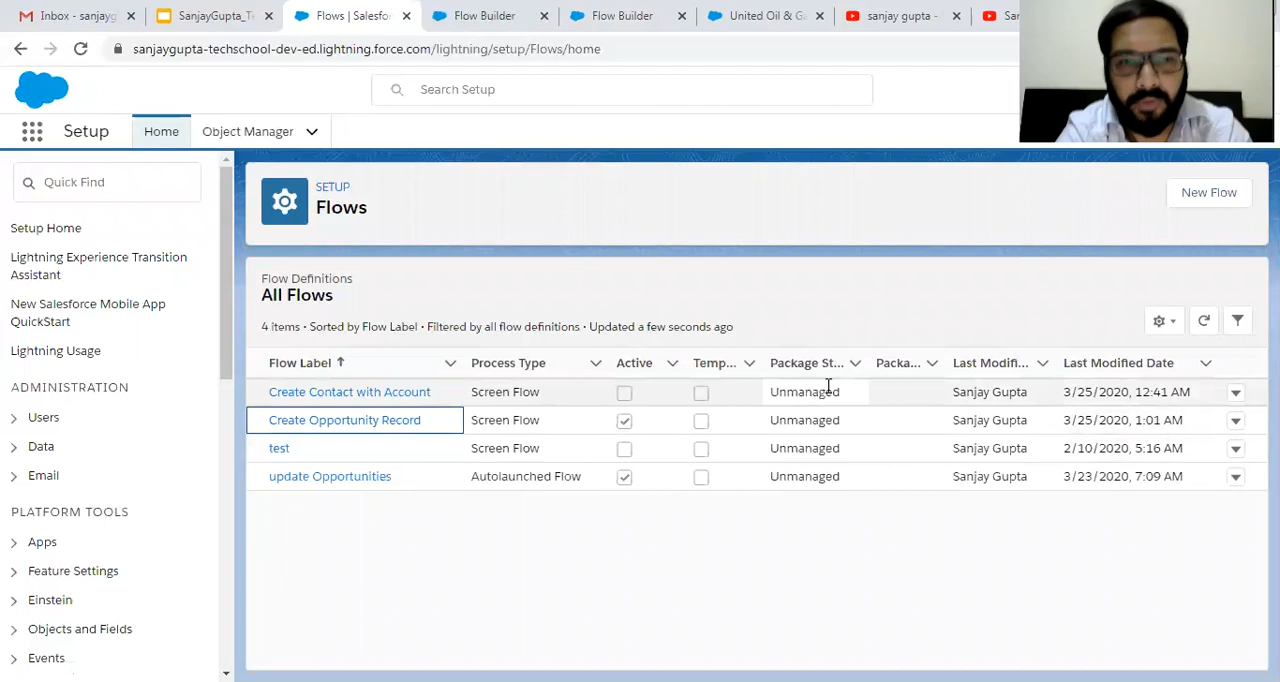 Inbox - sanjayg
SanjayGupta_Te
Flows | Salesfor
Flow Builder
Flow Builder
United Oil & Ga
sanjay gupta -
San
sanjaygupta-techschool-dev-ed.lightning.force.com/lightning/setup/Flows/home
Search Setup
Setup
Home
Object Manager
Quick Find
Setup Home
Lightning Experience Transition
Assistant
New Salesforce Mobile App
QuickStart
Lightning Usage
ADMINISTRATION
Users
Data
Email
PLATFORM TOOLS
Apps
Feature Settings
Einstein
Objects and Fields
Events
SETUP
Flows
New Flow
Flow Definitions
All Flows
4 items • Sorted by Flow Label • Filtered by all flow definitions • Updated a few seconds ago
Flow Label Process Type Active Temp... Package St... Packa... Last Modifi... Last Modified Date
Create Contact with Account Screen Flow Unmanaged Sanjay Gupta 3/25/2020, 12:41 AM
Create Opportunity Record Screen Flow Unmanaged Sanjay Gupta 3/25/2020, 1:01 AM
test Screen Flow Unmanaged Sanjay Gupta 2/10/2020, 5:16 AM
update Opportunities Autolaunched Flow Unmanaged Sanjay Gupta 3/23/2020, 7:09 AM